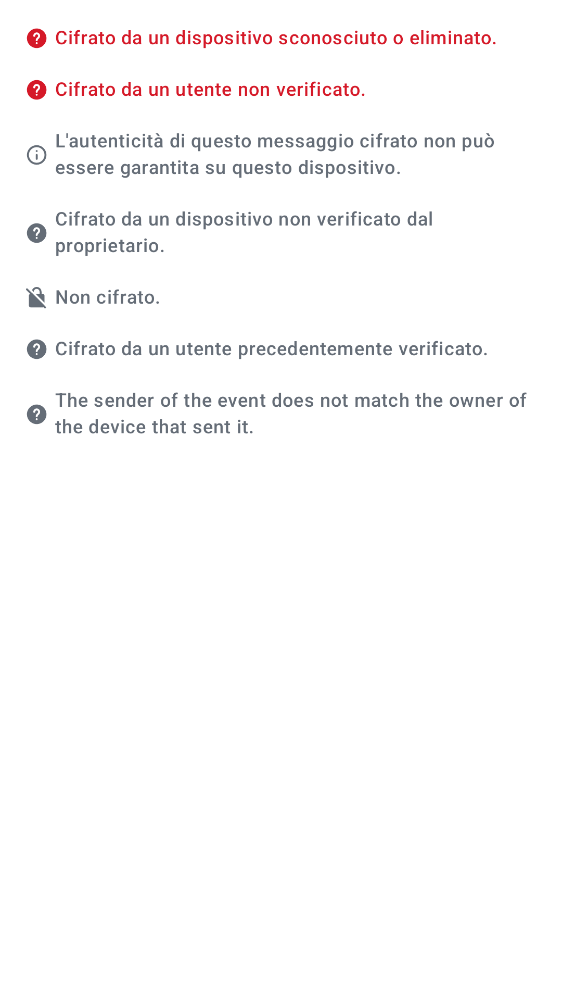 Cifrato da un dispositivo sconosciuto o eliminato.
Cifrato da un utente non verificato.
L'autenticità di questo messaggio cifrato non può
essere garantita su questo dispositivo.
Cifrato da un dispositivo non verificato dal
proprietario.
Non cifrato.
Cifrato da un utente precedentemente verificato.
The sender of the event does not match the owner of
the device that sent it.